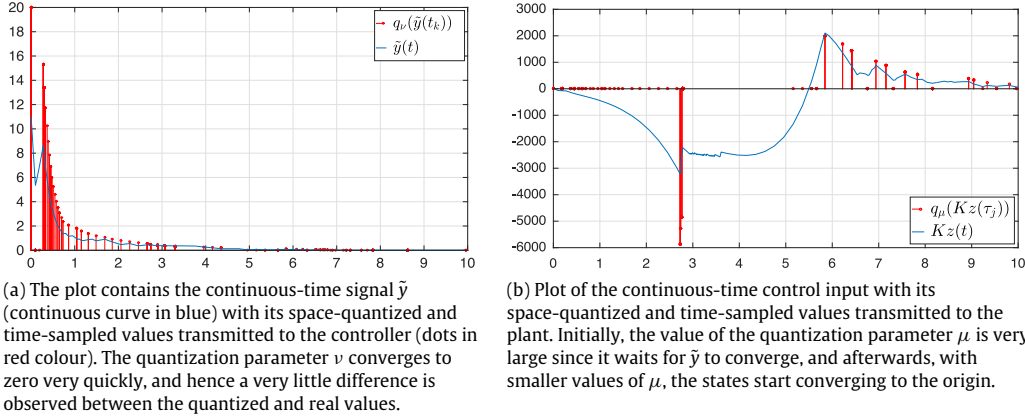 20
18
16
14
12
10
8
6
4
2
0
0 1 2 3 4 5 6 7 8 9 10
qν(ỹ(tk))
ỹ(t)
3000
2000
1000
0
-1000
-2000
-3000
-4000
-5000
-6000
0 1 2 3 4 5 6 7 8 9 10
qμ(Kz(τj))
Kz(t)
(a) The plot contains the continuous-time signal ỹ
(continuous curve in blue) with its space-quantized and
time-sampled values transmitted to the controller (dots in
red colour). The quantization parameter ν converges to
zero very quickly, and hence a very little difference is
observed between the quantized and real values.
(b) Plot of the continuous-time control input with its
space-quantized and time-sampled values transmitted to the
plant. Initially, the value of the quantization parameter μ is very
large since it waits for ỹ to converge, and afterwards, with
smaller values of μ, the states start converging to the origin.